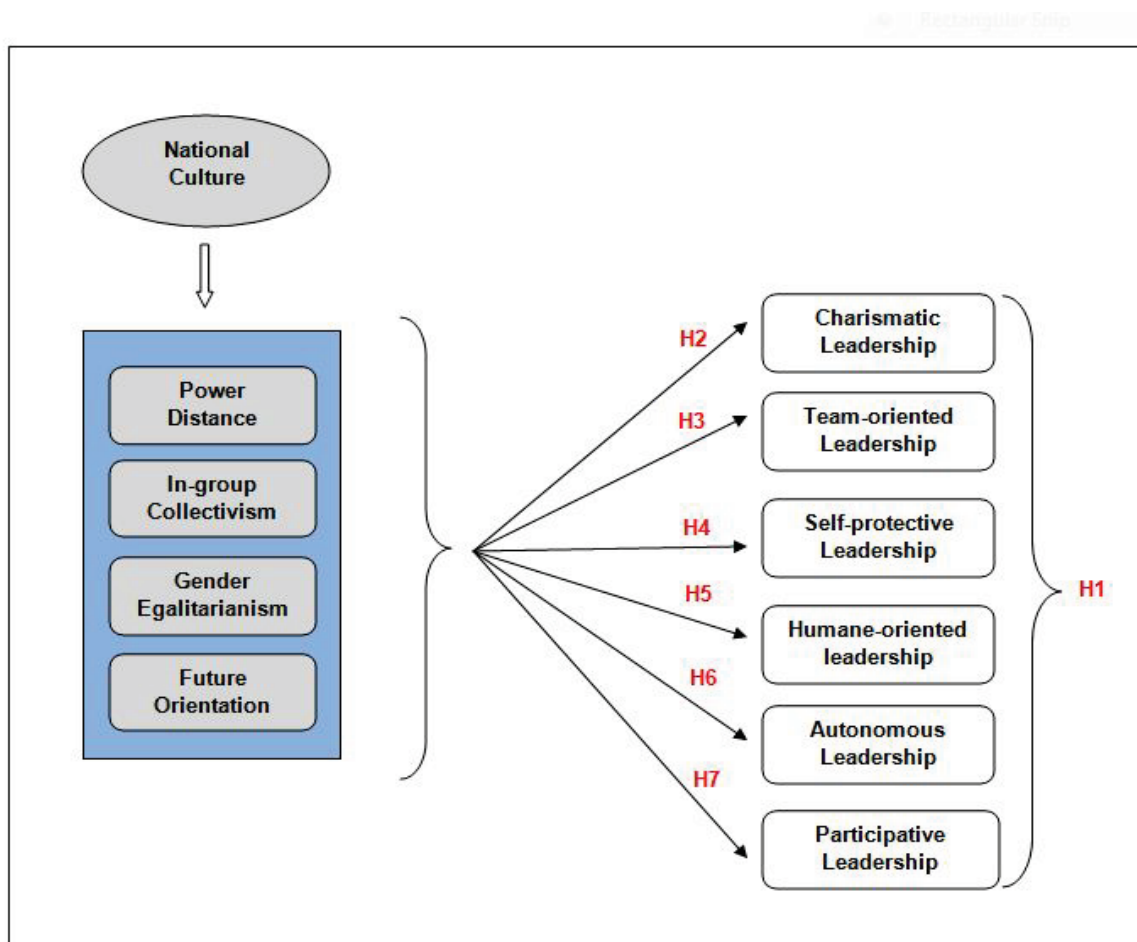 National
Culture
Power
Distance
In-group
Collectivism
Gender
Egalitarianism
Future
Orientation
H2
H3
H4
H5
H6
H7
Charismatic
Leadership
Team-oriented
Leadership
Self-protective
Leadership
Humane-oriented
leadership
Autonomous
Leadership
Participative
Leadership
H1